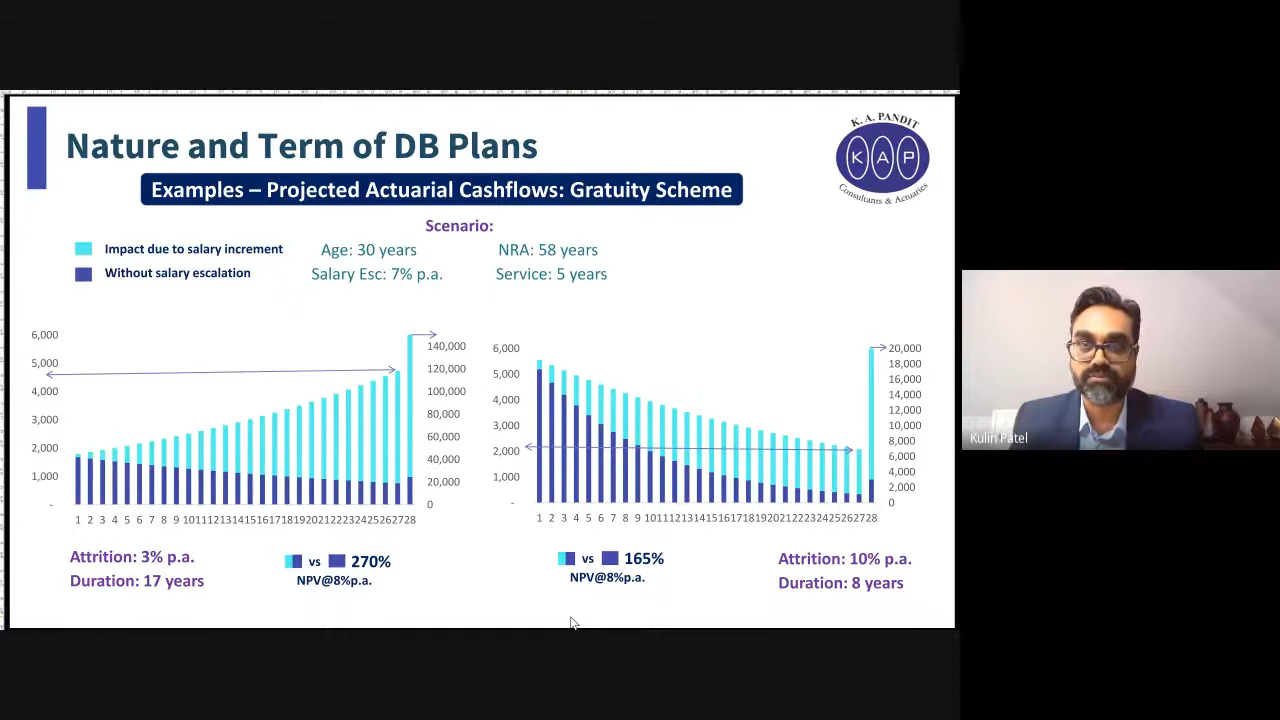 K. A. PANDIT
KAP
Consultants & Actuaries
Nature and Term of DB Plans
Examples – Projected Actuarial Cashflows: Gratuity Scheme
Scenario:
Impact due to salary increment
Age: 30 years
NRA: 58 years
Without salary escalation
Salary Esc: 7% p.a.
Service: 5 years
6,000
5,000
4,000
3,000
2,000
1,000
-
140,000
120,000
100,000
80,000
60,000
40,000
20,000
0
1 2 3 4 5 6 7 8 9 10 11 12 13 14 15 16 17 18 19 20 21 22 23 24 25 26 27 28
6,000
5,000
4,000
3,000
2,000
1,000
-
20,000
18,000
16,000
14,000
12,000
10,000
8,000
6,000
4,000
2,000
0
1 2 3 4 5 6 7 8 9 10 11 12 13 14 15 16 17 18 19 20 21 22 23 24 25 26 27 28
Attrition: 3% p.a.
Duration: 17 years
vs 270%
NPV@8%p.a.
vs 165%
NPV@8%p.a.
Attrition: 10% p.a.
Duration: 8 years
Kulin Patel